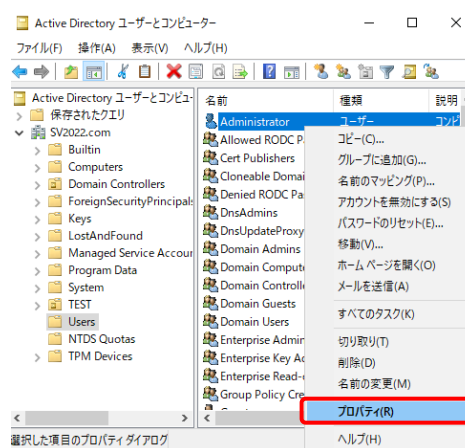 Active Directory ユーザーとコンピューター
ファイル(F) 操作(A) 表示(V) ヘルプ(H)
Active Directory ユーザーとコンピュ
保存されたクエリ
SV2022.com
Builtin
Computers
Domain Controllers
ForeignSecurityPrincipals
Keys
LostAndFound
Managed Service Accour
Program Data
System
TEST
Users
NTDS Quotas
TPM Devices
名前 種類 説明
Administrator ユーザー コンピ
Allowed RODC P
Cert Publishers
Cloneable Domai
Denied RODC Pa
DnsAdmins
DnsUpdateProxy
Domain Admins
Domain Compute
Domain Controlle
Domain Guests
Domain Users
Enterprise Admin
Enterprise Key Ad
Enterprise Read-
Group Policy Cre
コピー(C)...
グループに追加(G)...
名前のマッピング(P)...
アカウントを無効にする(S)
パスワードのリセット(E)...
移動(V)...
ホーム ページを開く(O)
メールを送信(A)
すべてのタスク(K)
切り取り(T)
削除(D)
名前の変更(M)
プロパティ(R)
ヘルプ(H)
選択した項目のプロパティ ダイアログ